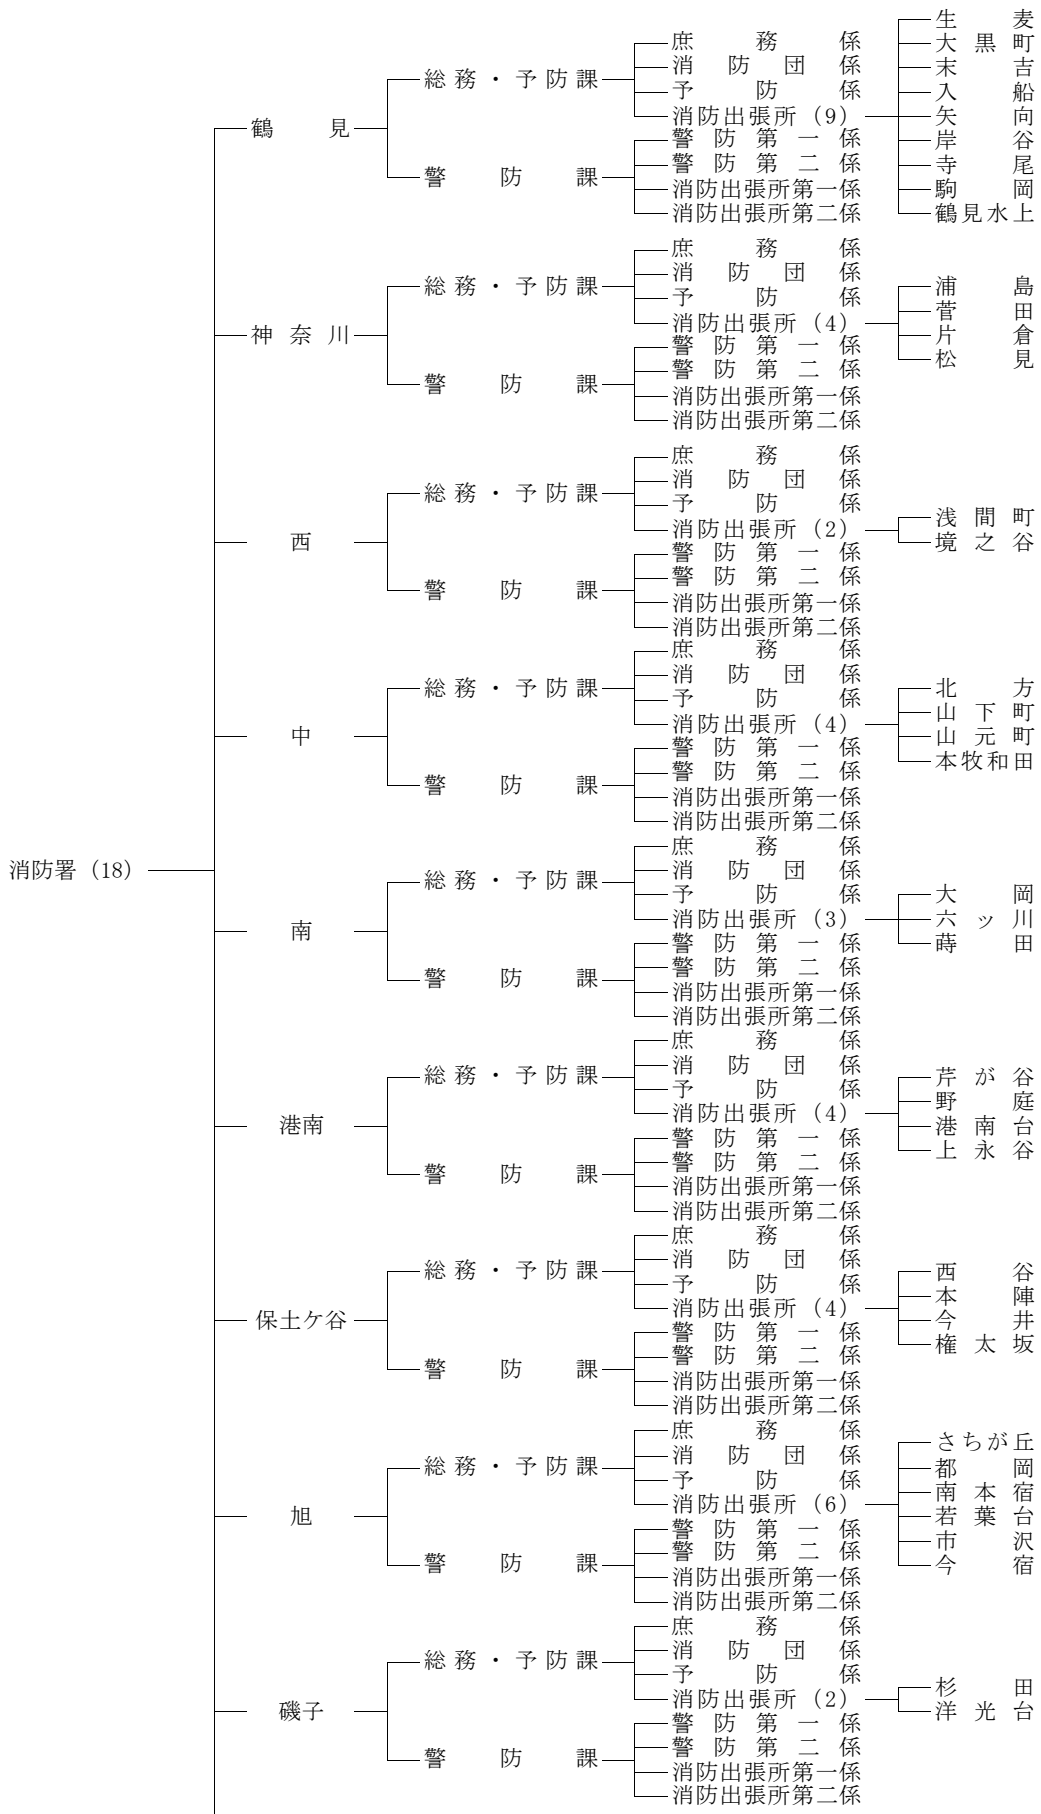 消防署（18）
鶴見
総務・予防課
庶務係
消防団係
予防係
消防出張所（9）
生麦
大黒町
末吉
入船
矢向
岸谷
寺尾
駒岡
鶴見水上
警防課
警防第一係
警防第二係
消防出張所第一係
消防出張所第二係
神奈川
総務・予防課
庶務係
消防団係
予防係
消防出張所（4）
浦島
菅田
片倉
松見
警防課
警防第一係
警防第二係
消防出張所第一係
消防出張所第二係
西
総務・予防課
庶務係
消防団係
予防係
消防出張所（2）
浅間町
境之谷
警防課
警防第一係
警防第二係
消防出張所第一係
消防出張所第二係
中
総務・予防課
庶務係
消防団係
予防係
消防出張所（4）
北方
山下町
山元町
本牧和田
警防課
警防第一係
警防第二係
消防出張所第一係
消防出張所第二係
南
総務・予防課
庶務係
消防団係
予防係
消防出張所（3）
大岡
六ッ川
蒔田
警防課
警防第一係
警防第二係
消防出張所第一係
消防出張所第二係
港南
総務・予防課
庶務係
消防団係
予防係
消防出張所（4）
芹が谷
野庭
港南台
上永谷
警防課
警防第一係
警防第二係
消防出張所第一係
消防出張所第二係
保土ケ谷
総務・予防課
庶務係
消防団係
予防係
消防出張所（4）
西谷
本陣
今井
権太坂
警防課
警防第一係
警防第二係
消防出張所第一係
消防出張所第二係
旭
総務・予防課
庶務係
消防団係
予防係
消防出張所（6）
さちが丘
都岡
南本宿
若葉台
市沢
今宿
警防課
警防第一係
警防第二係
消防出張所第一係
消防出張所第二係
磯子
総務・予防課
庶務係
消防団係
予防係
消防出張所（2）
杉田
洋光台
警防課
警防第一係
警防第二係
消防出張所第一係
消防出張所第二係